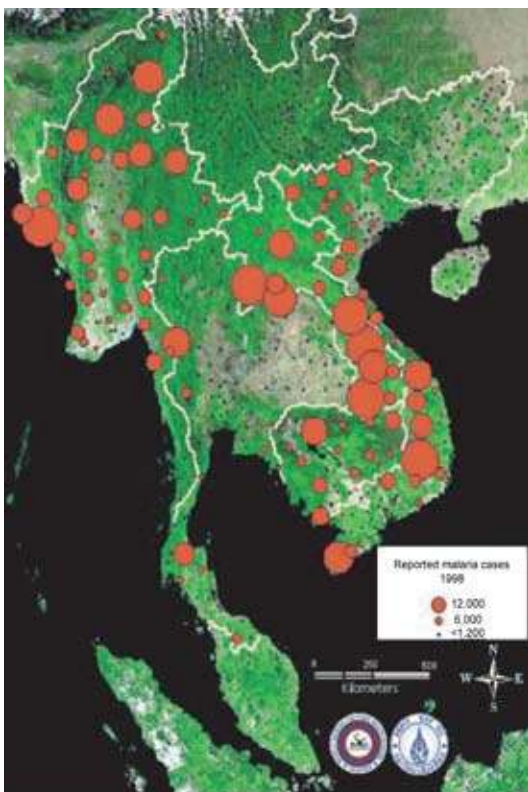 Reported malaria cases
1998
12,000
6,000
<1,200
0 250 500
Kilometers
N
W E
S